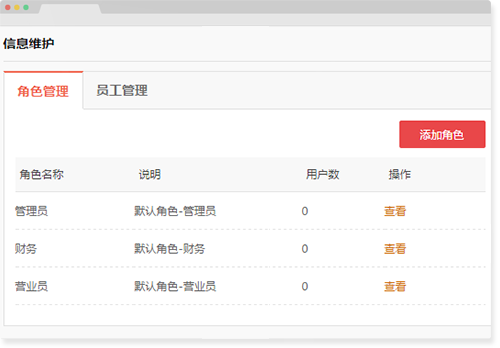 信息维护
角色管理 员工管理
添加角色
角色名称 说明 用户数 操作
管理员 默认角色-管理员 0 查看
财务 默认角色-财务 0 查看
营业员 默认角色-营业员 0 查看